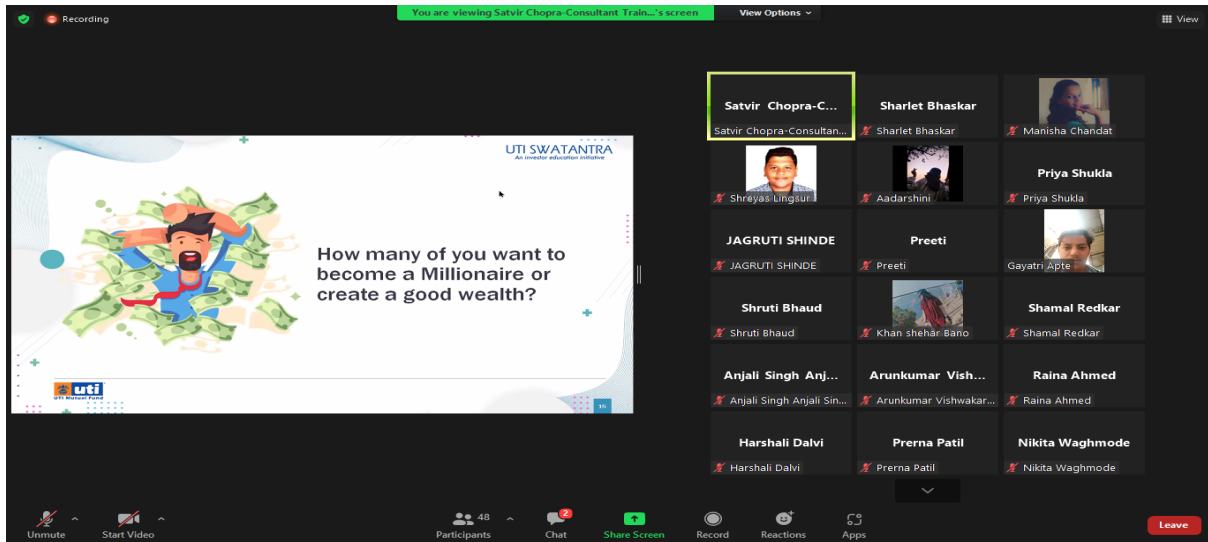 Recording
You are viewing Satvir Chopra-Consultant Train...'s screen
View Options
View
UTI SWATANTRA
An investor education initiative
How many of you want to
become a Millionaire or
create a good wealth?
uti
UTI Mutual Fund
15
Satvir Chopra-C...
Satvir Chopra-Consultan...
Sharlet Bhaskar
Sharlet Bhaskar
Manisha Chandat
Shreyas Lingsur
Aadarshini
Priya Shukla
Priya Shukla
JAGRUTI SHINDE
JAGRUTI SHINDE
Preeti
Preeti
Gayatri Apte
Shruti Bhaud
Shruti Bhaud
Khan shehar Bano
Shamal Redkar
Shamal Redkar
Anjali Singh Anj...
Anjali Singh Anjali Sin...
Arunkumar Vish...
Arunkumar Vishwakar...
Raina Ahmed
Raina Ahmed
Harshali Dalvi
Harshali Dalvi
Prerna Patil
Prerna Patil
Nikita Waghmode
Nikita Waghmode
Unmute
Start Video
48
Participants
2
Chat
Share Screen
Record
Reactions
Apps
Leave